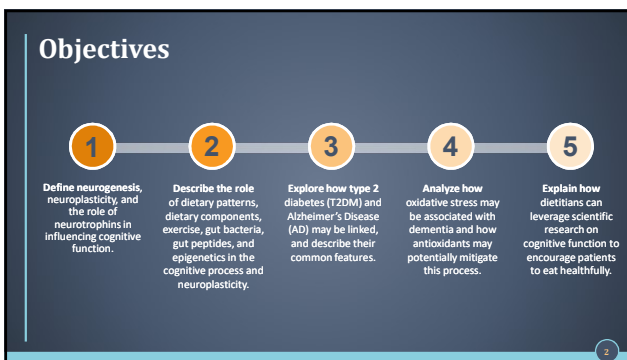 Objectives
1
2
3
4
5
Define neurogenesis,
neuroplasticity, and
the role of
neurotrophins in
influencing cognitive
function.
Describe the role
of dietary patterns,
dietary components,
exercise, gut bacteria,
gut peptides, and
epigenetics in the
cognitive process and
neuroplasticity.
Explore how type 2
diabetes (T2DM) and
Alzheimer's Disease
(AD) may be linked,
and describe their
common features.
Analyze how
oxidative stress may
be associated with
dementia and how
antioxidants may
potentially mitigate
this process.
Explain how
dietitians can
leverage scientific
research on
cognitive function to
encourage patients
to eat healthfully.
2